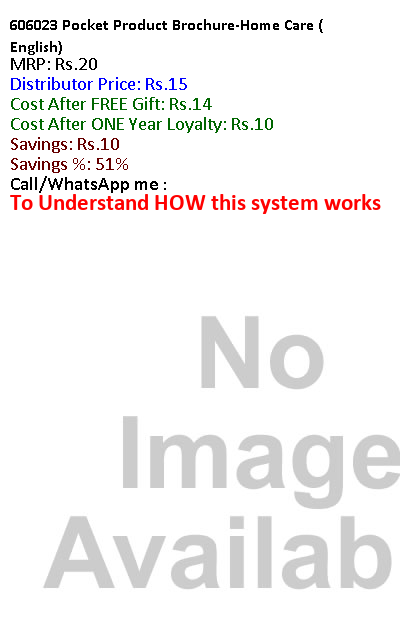 606023 Pocket Product Brochure-Home Care (
English)
MRP: Rs.20
Distributor Price: Rs.15
Cost After FREE Gift: Rs.14
Cost After ONE Year Loyalty: Rs.10
Savings: Rs.10
Savings %: 51%
Call/WhatsApp me :
To Understand HOW this system works
No
Image
Availab